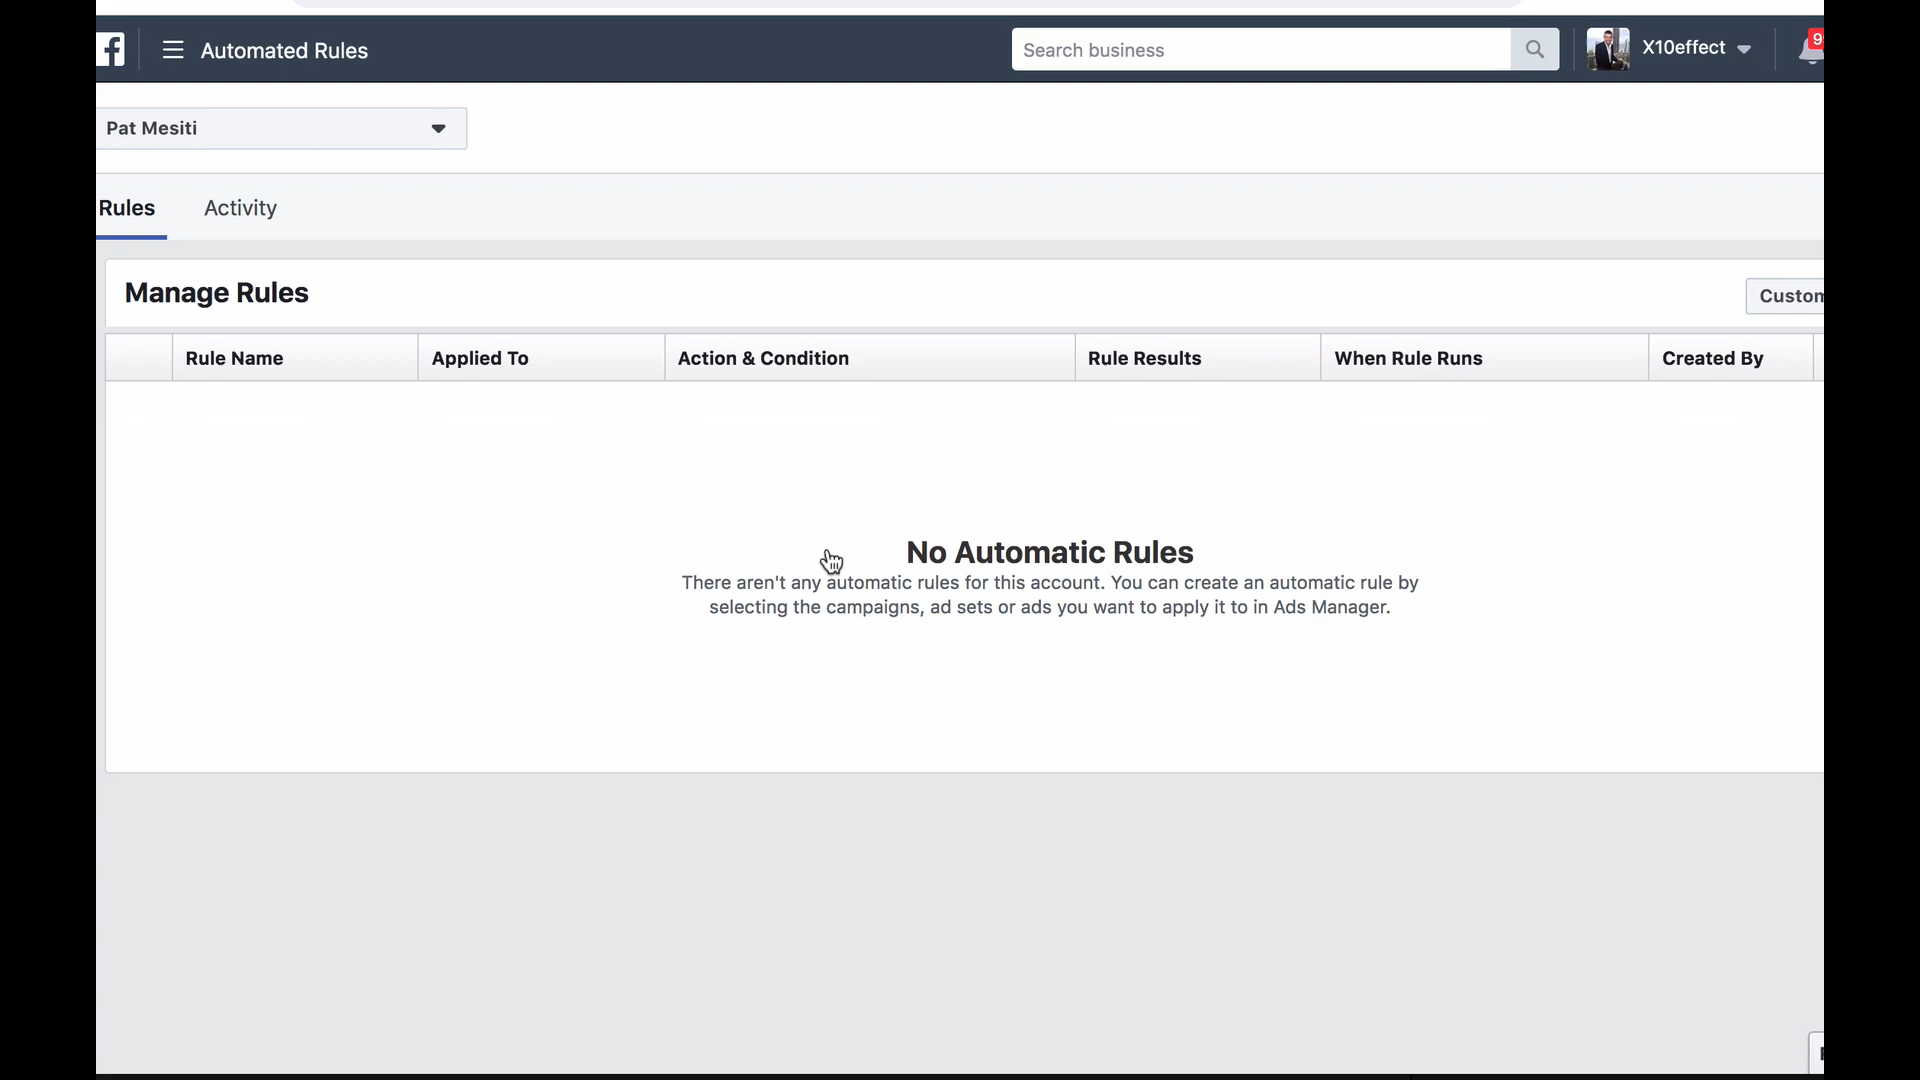 Automated Rules
Search business
X10effect
9
Pat Mesiti
Rules
Activity
Manage Rules
Custom
Rule Name
Applied To
Action & Condition
Rule Results
When Rule Runs
Created By
No Automatic Rules
There aren't any automatic rules for this account. You can create an automatic rule by
selecting the campaigns, ad sets or ads you want to apply it to in Ads Manager.